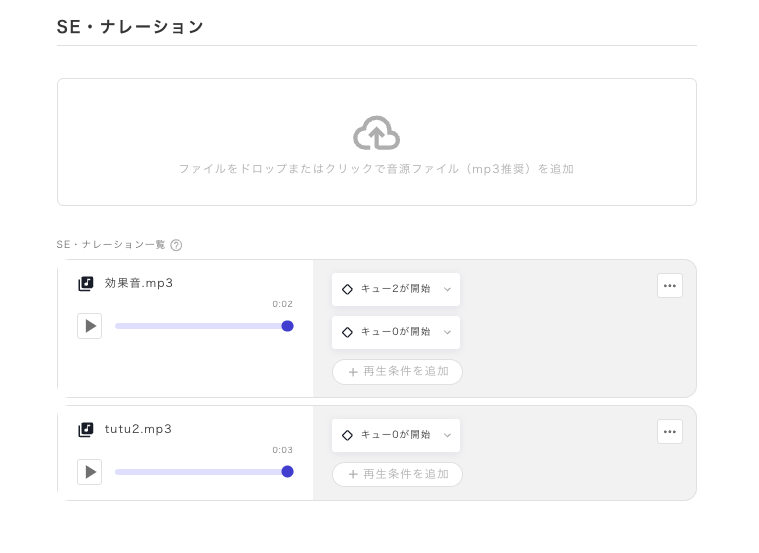 SE・ナレーション
ファイルをドロップまたはクリックで音源ファイル（mp3推奨）を追加
SE・ナレーション一覧 ?
効果音.mp3
0:02
キュー2が開始
キュー0が開始
+ 再生条件を追加
tutu2.mp3
0:03
キュー0が開始
+ 再生条件を追加